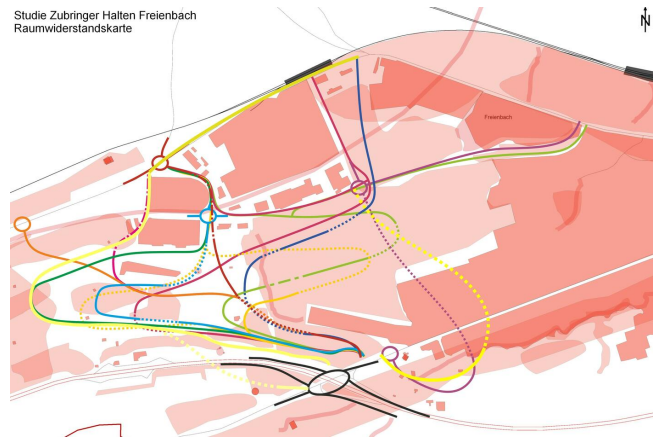 Studie Zubringer Halten Freienbach
Raumwiderstandskarte
N
Freienbach